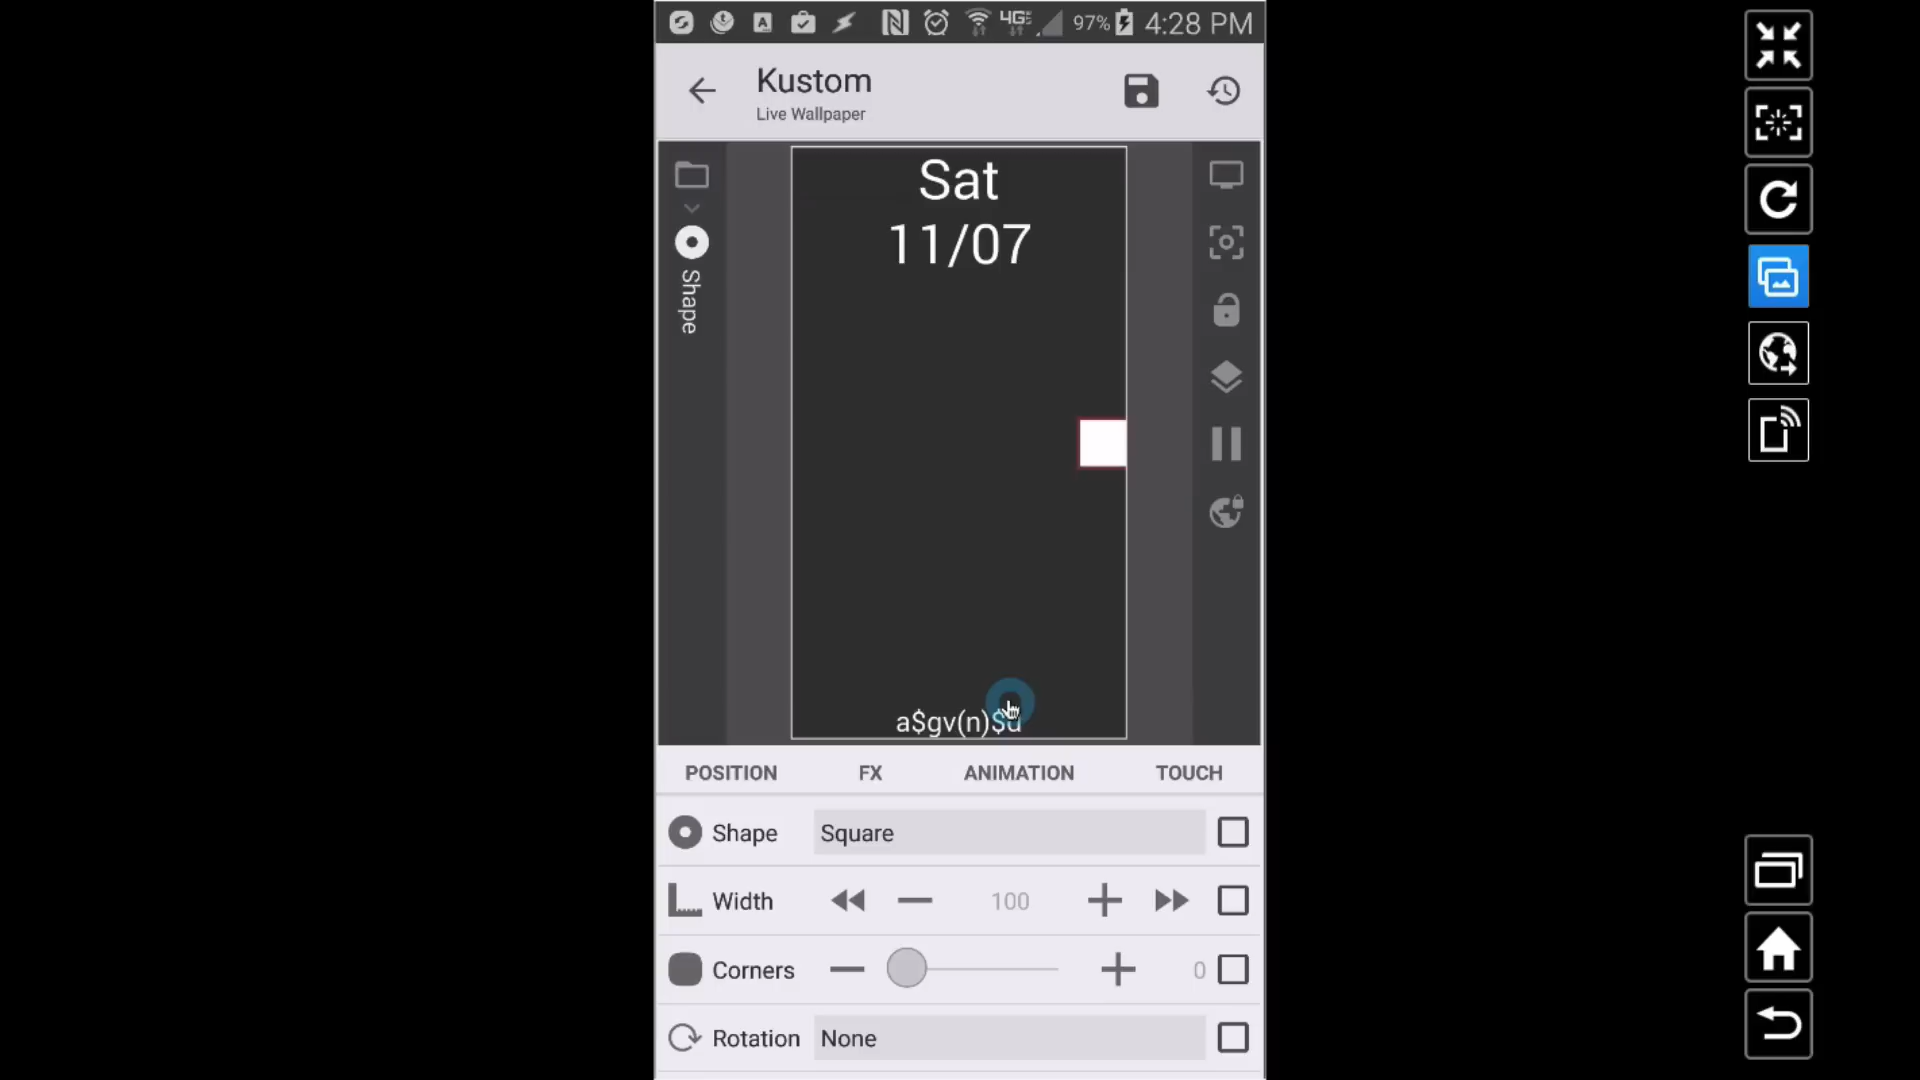 4G
97%
4:28 PM
Kustom
Live Wallpaper
Shape
Sat
11/07
a$gv(n)$d
POSITION
FX
ANIMATION
TOUCH
Shape
Square
Width
100
Corners
0
Rotation
None